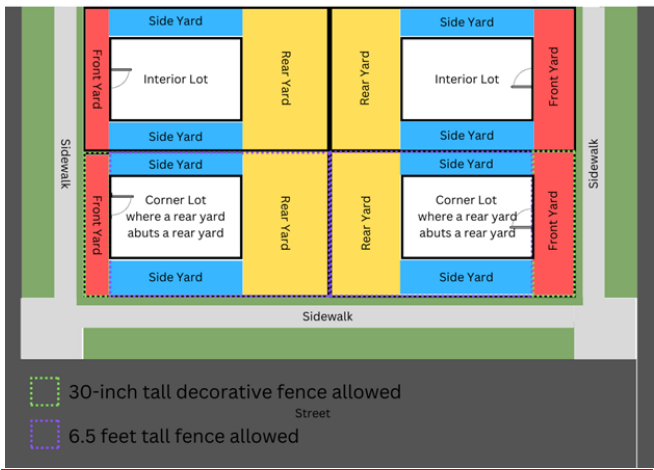 Side Yard
Side Yard
Front Yard
Interior Lot
Rear Yard
Rear Yard
Interior Lot
Front Yard
Side Yard
Side Yard
Sidewalk
Sidewalk
Side Yard
Side Yard
Front Yard
Corner Lot
where a rear yard
abuts a rear yard
Rear Yard
Rear Yard
Corner Lot
where a rear yard
abuts a rear yard
Front Yard
Side Yard
Side Yard
Sidewalk
30-inch tall decorative fence allowed
Street
6.5 feet tall fence allowed